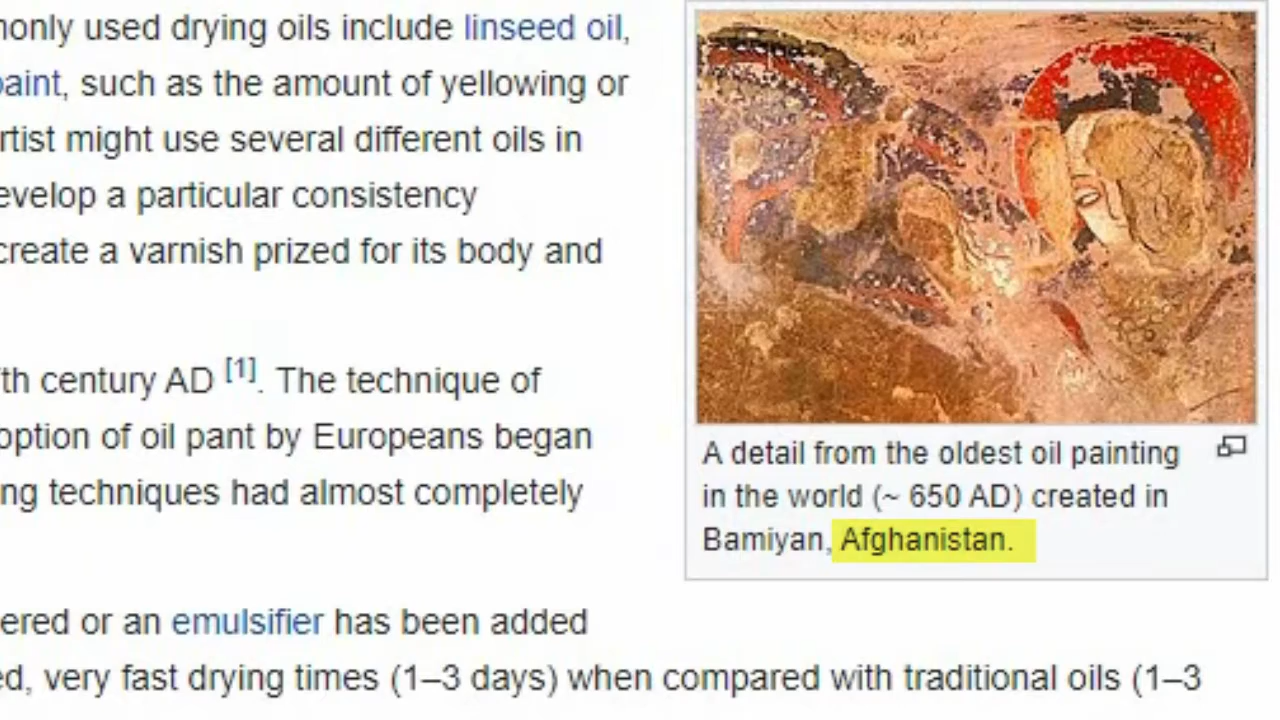 monly used drying oils include linseed oil,
paint, such as the amount of yellowing or
rtist might use several different oils in
evelop a particular consistency
create a varnish prized for its body and
th century AD [1]. The technique of
option of oil pant by Europeans began
ng techniques had almost completely
A detail from the oldest oil painting
in the world (~ 650 AD) created in
Bamiyan, Afghanistan.
ered or an emulsifier has been added
ed, very fast drying times (1–3 days) when compared with traditional oils (1–3